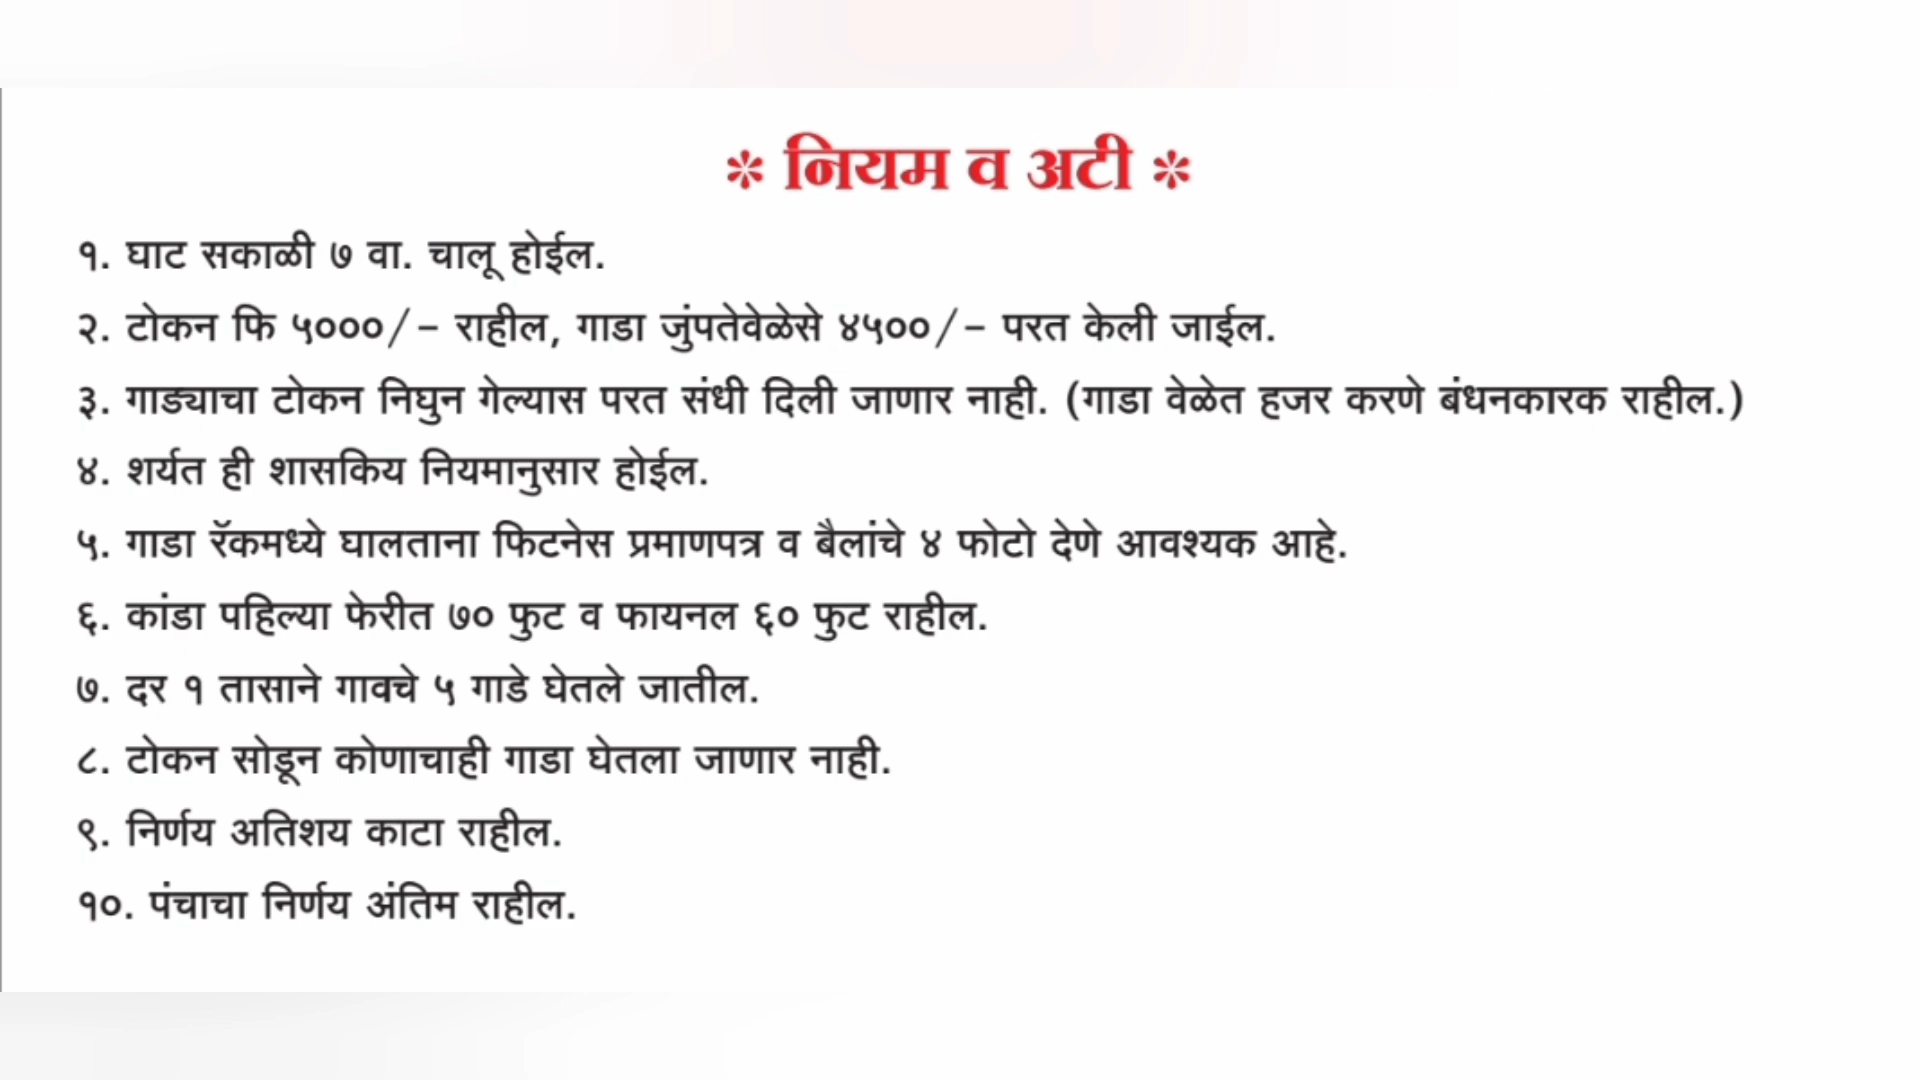 * नियम व अटी *
१. घाट सकाळी ७ वा. चालू होईल.
२. टोकन फि ५०००/- राहील, गाडा जुंपतेवेळेसे ४५००/- परत केली जाईल.
३. गाड्याचा टोकन निघुन गेल्यास परत संधी दिली जाणार नाही. (गाडा वेळेत हजर करणे बंधनकारक राहील.)
४. शर्यत ही शासकिय नियमानुसार होईल.
५. गाडा रॅकमध्ये घालताना फिटनेस प्रमाणपत्र व बैलांचे ४ फोटो देणे आवश्यक आहे.
६. कांडा पहिल्या फेरीत ७० फुट व फायनल ६० फुट राहील.
७. दर १ तासाने गावचे ५ गाडे घेतले जातील.
८. टोकन सोडून कोणाचाही गाडा घेतला जाणार नाही.
९. निर्णय अतिशय काटा राहील.
१०. पंचाचा निर्णय अंतिम राहील.